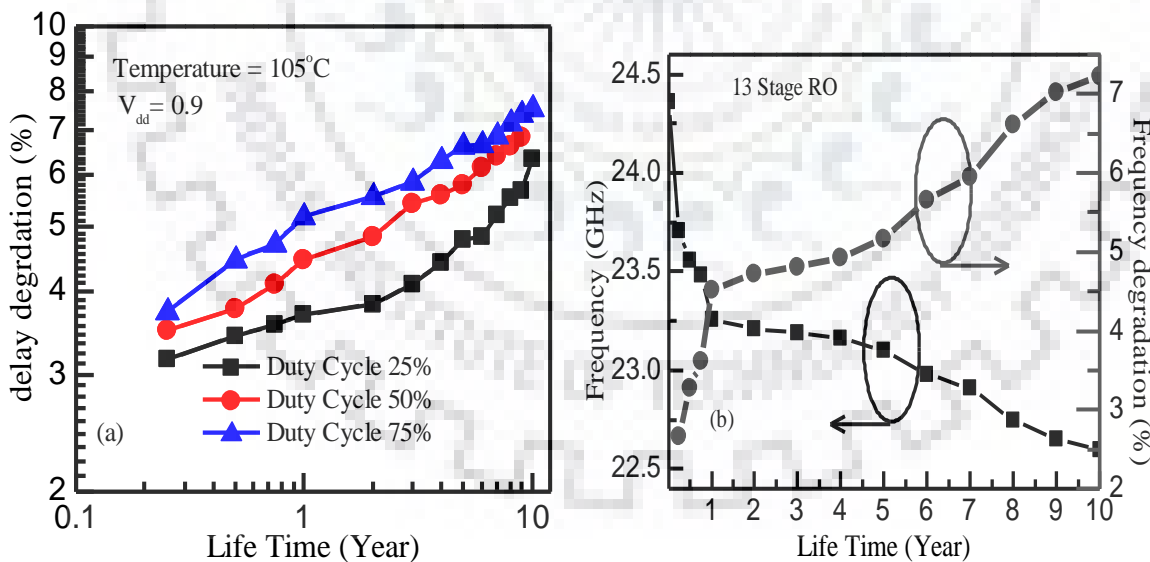 10
9
8
7
6
5
4
3
2
delay degrdation (%)
Temperature = 105°C
V_dd = 0.9
Duty Cycle 25%
Duty Cycle 50%
Duty Cycle 75%
(a)
0.1 1 10
Life Time (Year)
24.5
24.0
23.5
23.0
22.5
Frequency (GHz)
13 Stage RO
(b)
7
6
5
4
3
2
Frequency degradation (%)
1 2 3 4 5 6 7 8 9 10
Life Time (Year)